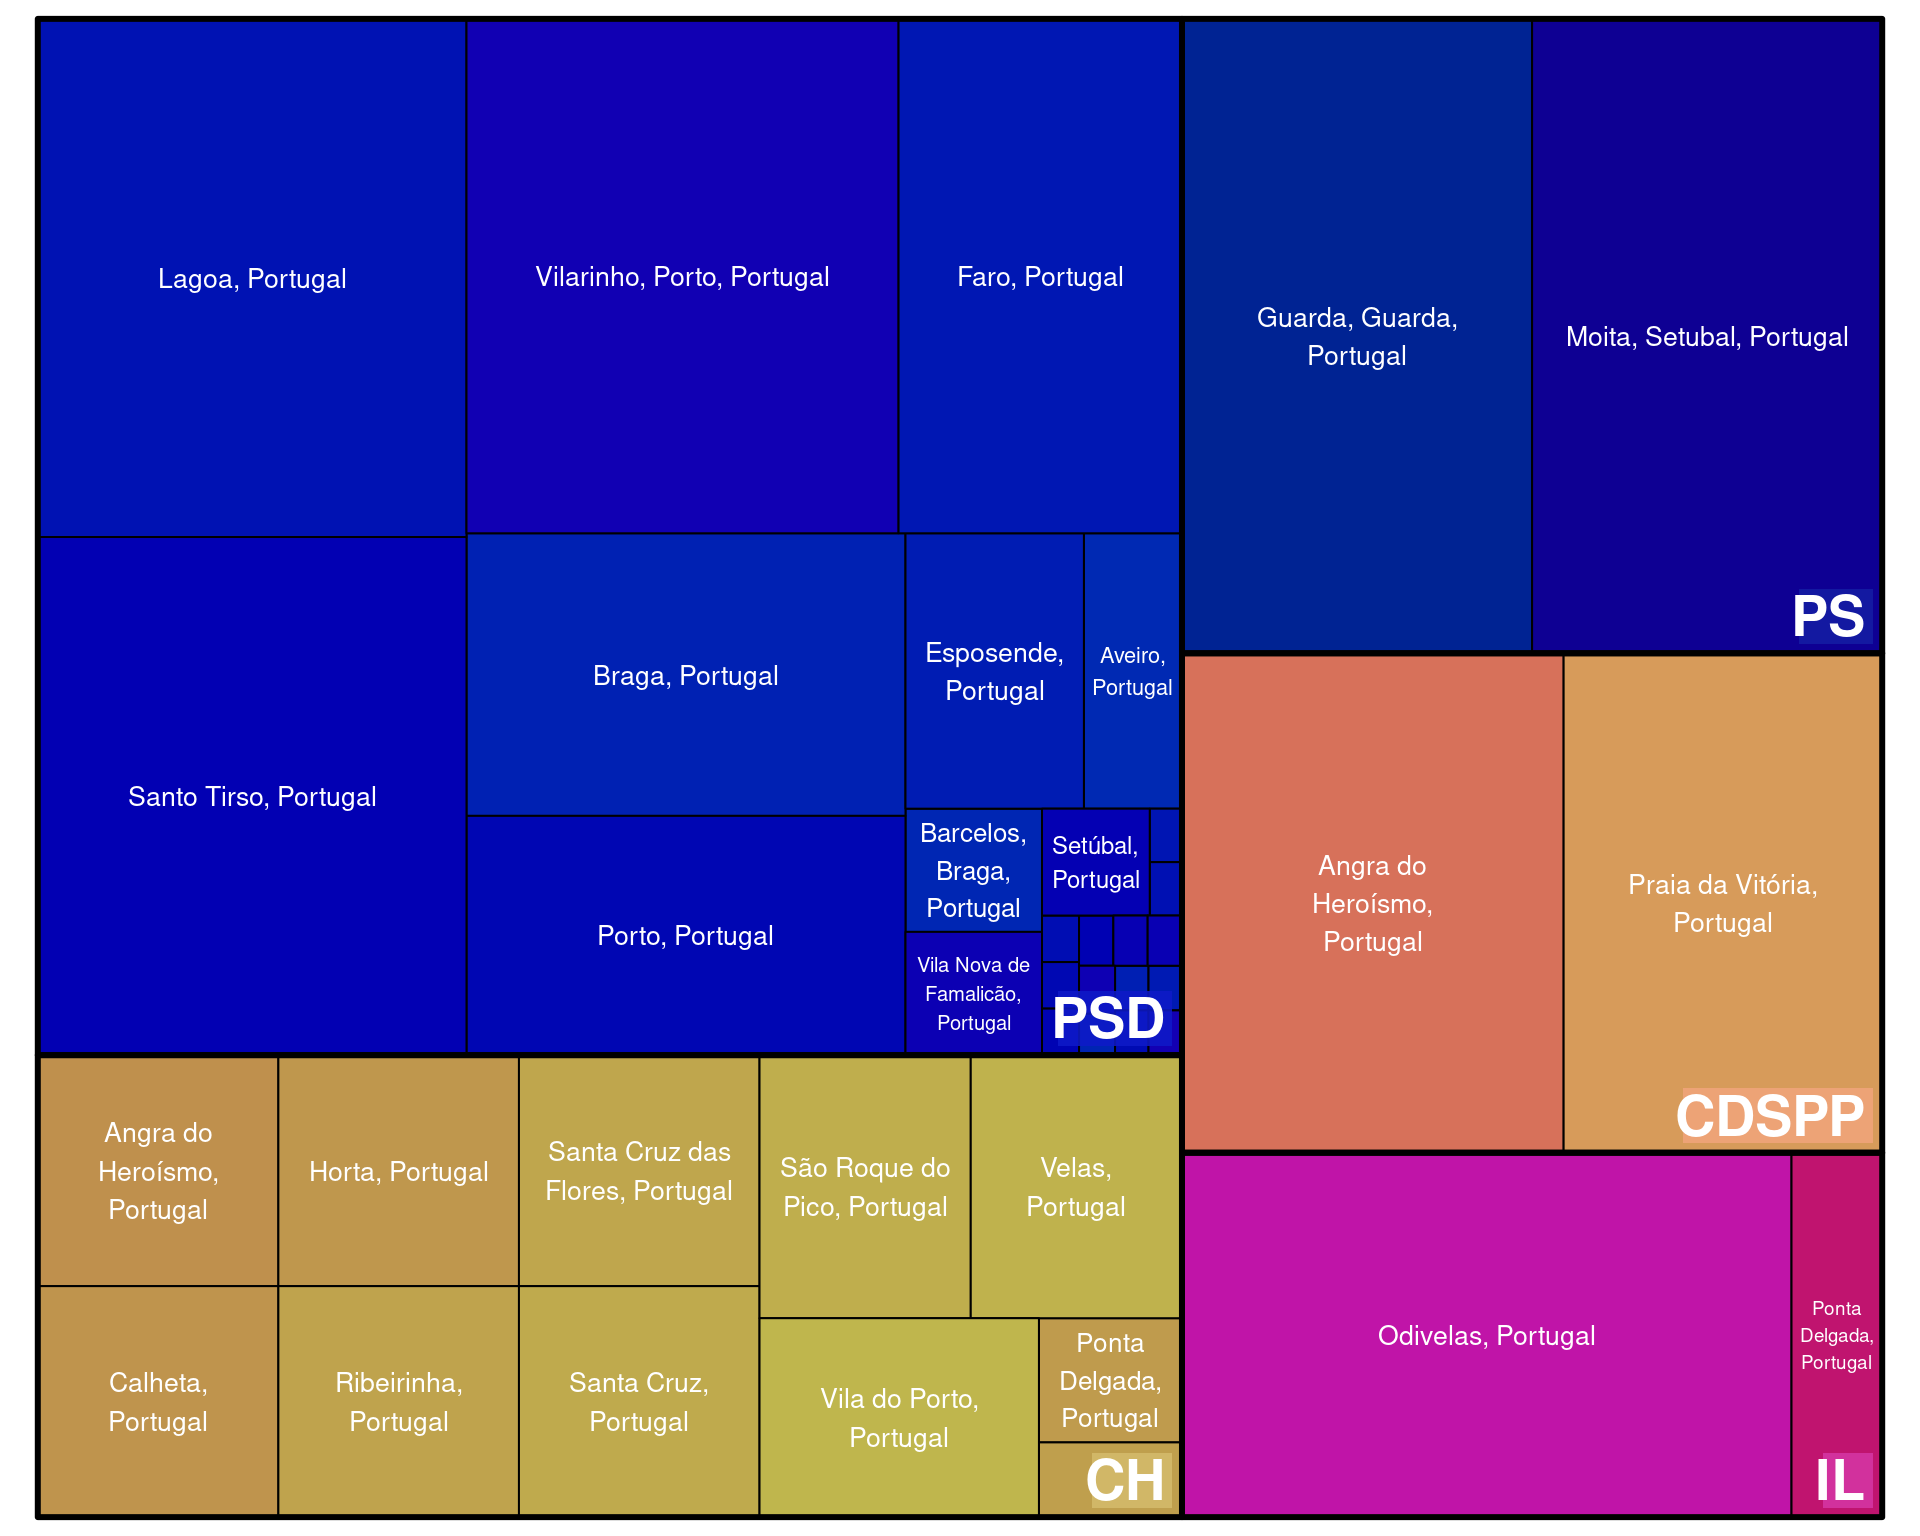 Lagoa, Portugal
Vilarinho, Porto, Portugal
Faro, Portugal
Santo Tirso, Portugal
Braga, Portugal
Esposende,
Portugal
Aveiro,
Portugal
Porto, Portugal
Barcelos,
Braga,
Portugal
Setúbal,
Portugal
Vila Nova de
Famalicão,
Portugal
PSD
Guarda, Guarda,
Portugal
Moita, Setubal, Portugal
PS
Angra do
Heroísmo,
Portugal
Praia da Vitória,
Portugal
CDSPP
Angra do
Heroísmo,
Portugal
Horta, Portugal
Santa Cruz das
Flores, Portugal
São Roque do
Pico, Portugal
Velas,
Portugal
Calheta,
Portugal
Ribeirinha,
Portugal
Santa Cruz,
Portugal
Vila do Porto,
Portugal
Ponta
Delgada,
Portugal
CH
Odivelas, Portugal
Ponta
Delgada,
Portugal
IL